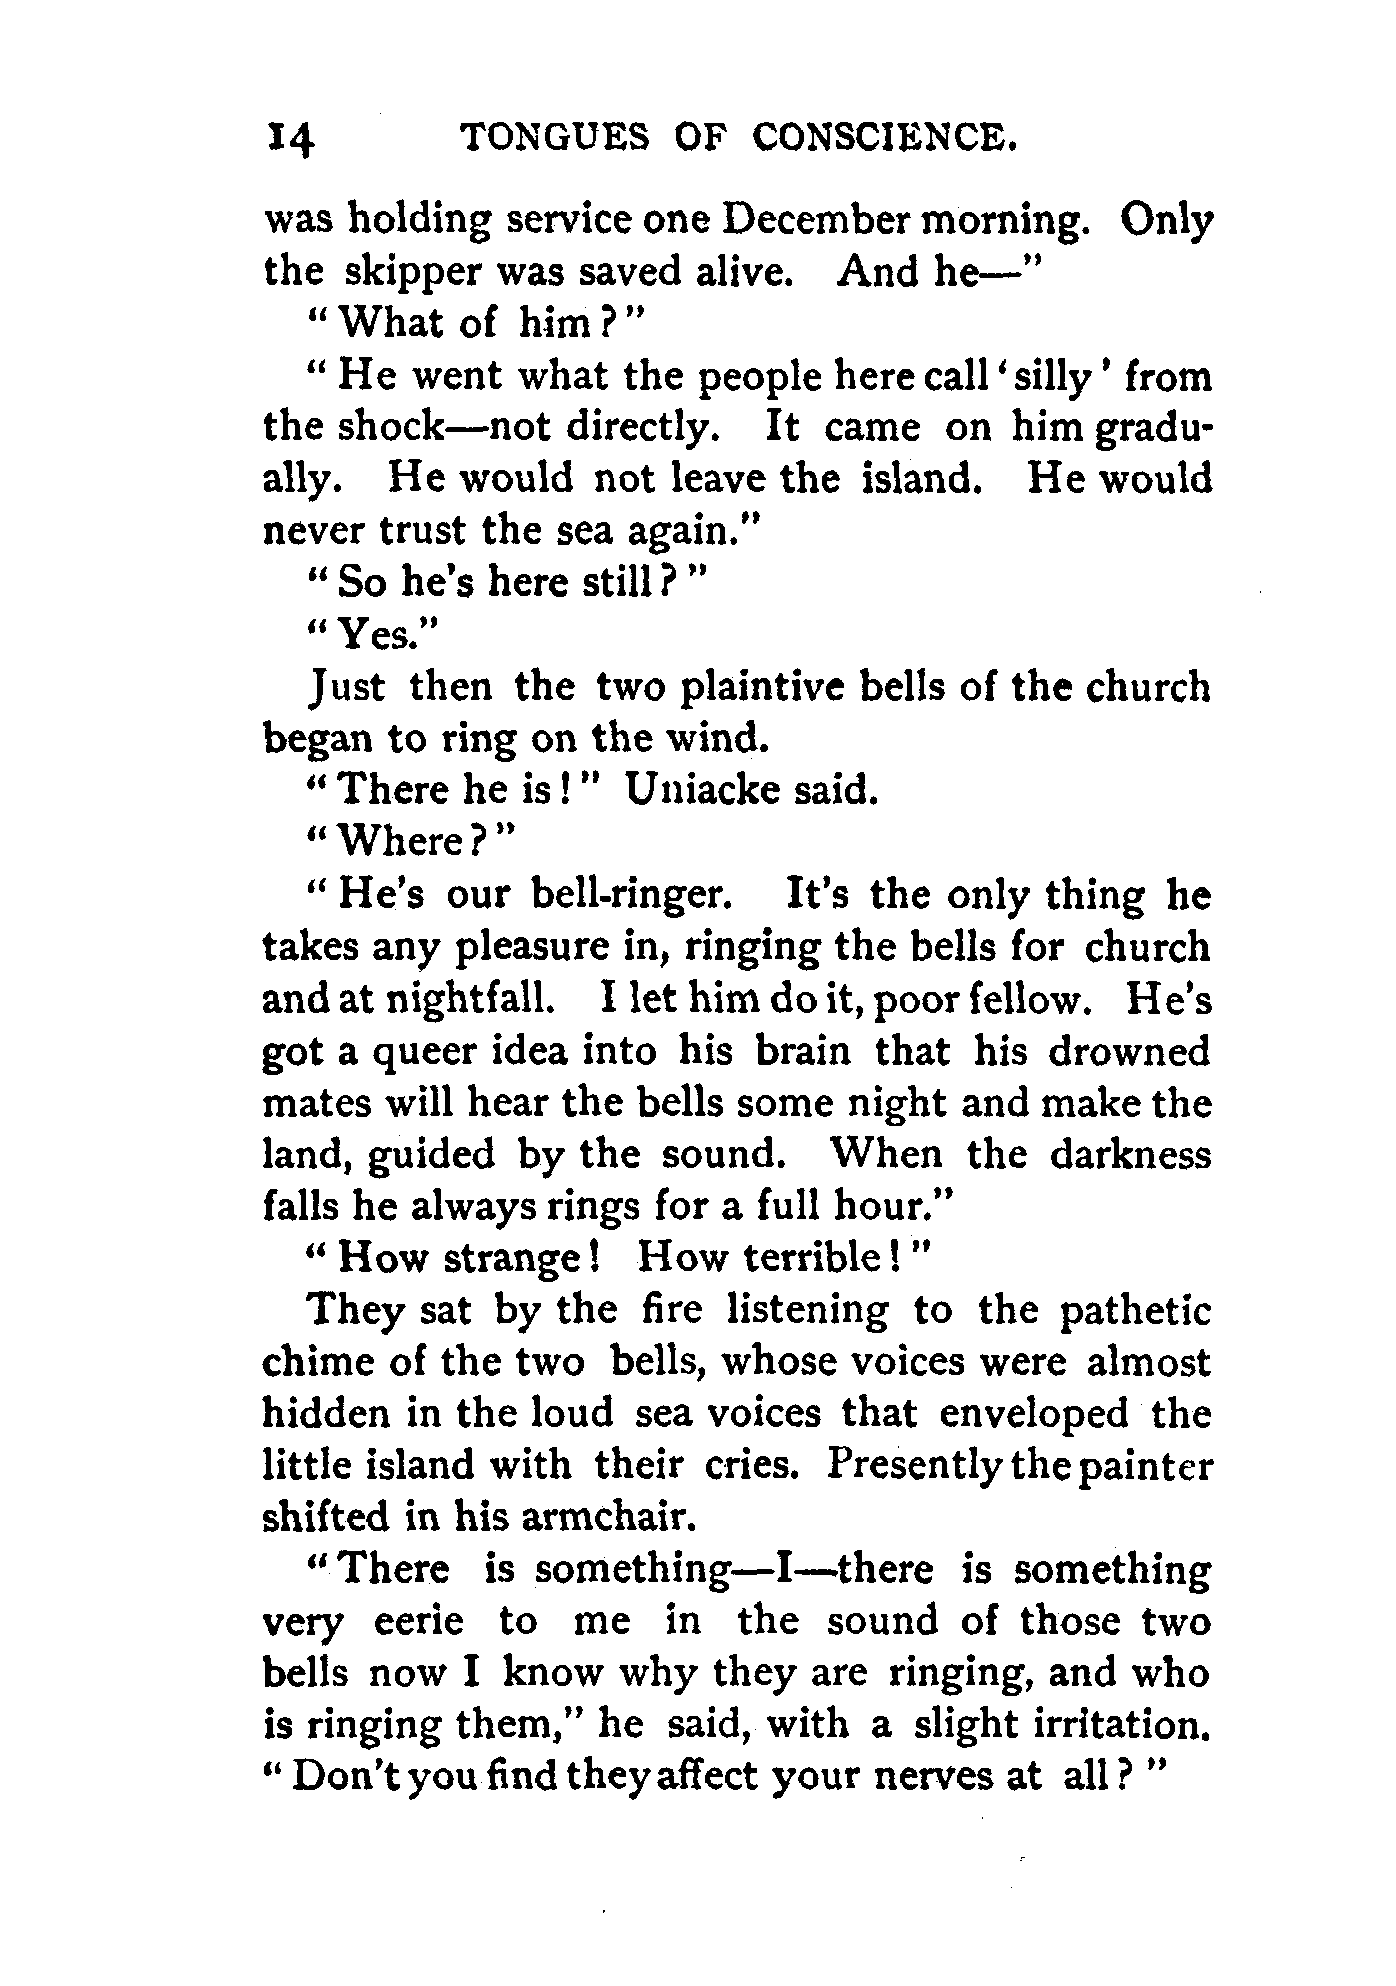 14 TONGUES OF CONSCIENCE.
was holding service one December morning. Only
the skipper was saved alive. And he—"
"What of him?"
"He went what the people here call 'silly' from
the shock—not directly. It came on him gradu-
ally. He would not leave the island. He would
never trust the sea again."
"So he's here still?"
"Yes."
Just then the two plaintive bells of the church
began to ring on the wind.
"There he is!" Uniacke said.
"Where?"
"He's our bell-ringer. It's the only thing he
takes any pleasure in, ringing the bells for church
and at nightfall. I let him do it, poor fellow. He's
got a queer idea into his brain that his drowned
mates will hear the bells some night and make the
land, guided by the sound. When the darkness
falls he always rings for a full hour."
"How strange! How terrible!"
They sat by the fire listening to the pathetic
chime of the two bells, whose voices were almost
hidden in the loud sea voices that enveloped the
little island with their cries. Presently the painter
shifted in his armchair.
"There is something—I—there is something
very eerie to me in the sound of those two
bells now I know why they are ringing, and who
is ringing them," he said, with a slight irritation.
"Don't you find they affect your nerves at all?"